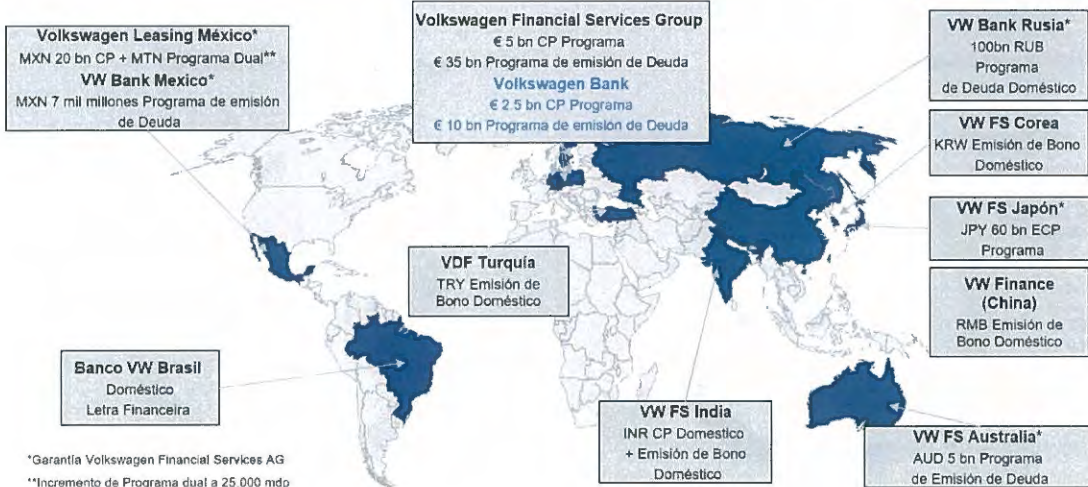 Volkswagen Leasing México*
MXN 20 bn CP + MTN Programa Dual**
VW Bank Mexico*
MXN 7 mil millones Programa de emisión
de Deuda
Volkswagen Financial Services Group
€ 5 bn CP Programa
€ 35 bn Programa de emisión de Deuda
Volkswagen Bank
€ 2.5 bn CP Programa
€ 10 bn Programa de emisión de Deuda
VW Bank Rusia*
100bn RUB
Programa
de Deuda Doméstico
VW FS Corea
KRW Emisión de Bono
Doméstico
VW FS Japón*
JPY 60 bn ECP
Programa
VW Finance
(China)
RMB Emisión de
Bono Doméstico
VDF Turquía
TRY Emisión de
Bono Doméstico
Banco VW Brasil
Doméstico
Letra Financeira
VW FS India
INR CP Domestico
+ Emisión de Bono
Doméstico
VW FS Australia*
AUD 5 bn Programa
de Emisión de Deuda
*Garantía Volkswagen Financial Services AG
**Incremento de Programa dual a 25,000 mdp